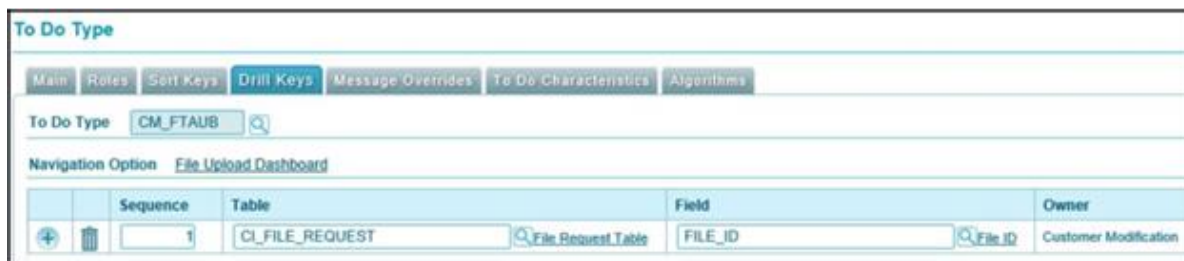 To Do Type
Main Roles Sort Keys Drill Keys Message Overrides To Do Characteristics Algorithms
To Do Type CM_FTAUB
Navigation Option File Upload Dashboard
Sequence Table Field Owner
1 CI_FILE_REQUEST File Request Table FILE_ID File ID Customer Modification